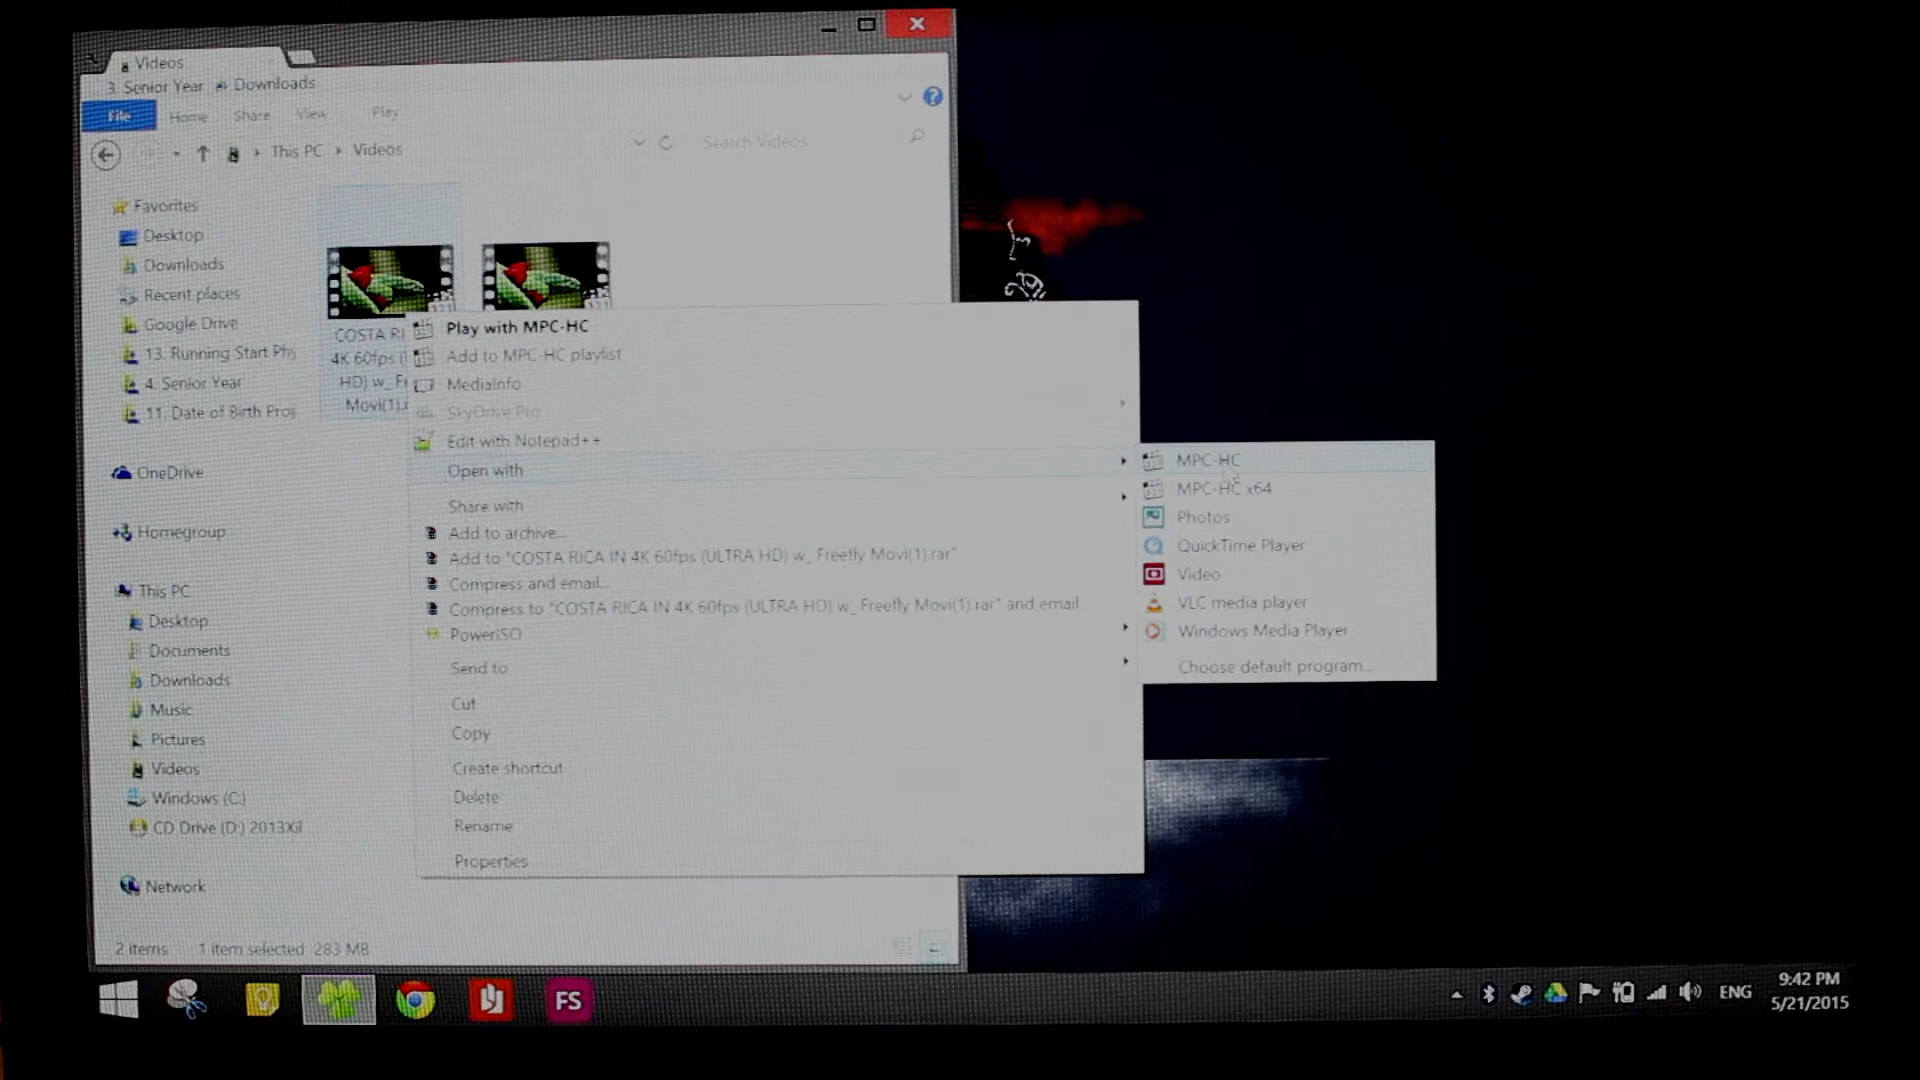 Videos
3. Senior Year Downloads
File Home Share View Play
This PC Videos Search Videos
Favorites
Desktop
Downloads
Recent places
Google Drive
13. Running Start Phy
4. Senior Year
11. Date of Birth Proj
OneDrive
Homegroup
This PC
Desktop
Documents
Downloads
Music
Pictures
Videos
Windows (C:)
CD Drive (D:) 2013Xil
Network
COSTA RI
4K 60fps (
HD) w_ Fr
Movi(1).
Play with MPC-HC
Add to MPC-HC playlist
MediaInfo
SkyDrive Pro
Edit with Notepad++
Open with
Share with
Add to archive...
Add to "COSTA RICA IN 4K 60fps (ULTRA HD) w_ Freefly Movi(1).rar"
Compress and email...
Compress to "COSTA RICA IN 4K 60fps (ULTRA HD) w_ Freefly Movi(1).rar" and email
PowerISO
Send to
Cut
Copy
Create shortcut
Delete
Rename
Properties
MPC-HC
MPC-HC x64
Photos
QuickTime Player
Video
VLC media player
Windows Media Player
Choose default program...
2 items 1 item selected 283 MB
FS
ENG
9:42 PM
5/21/2015